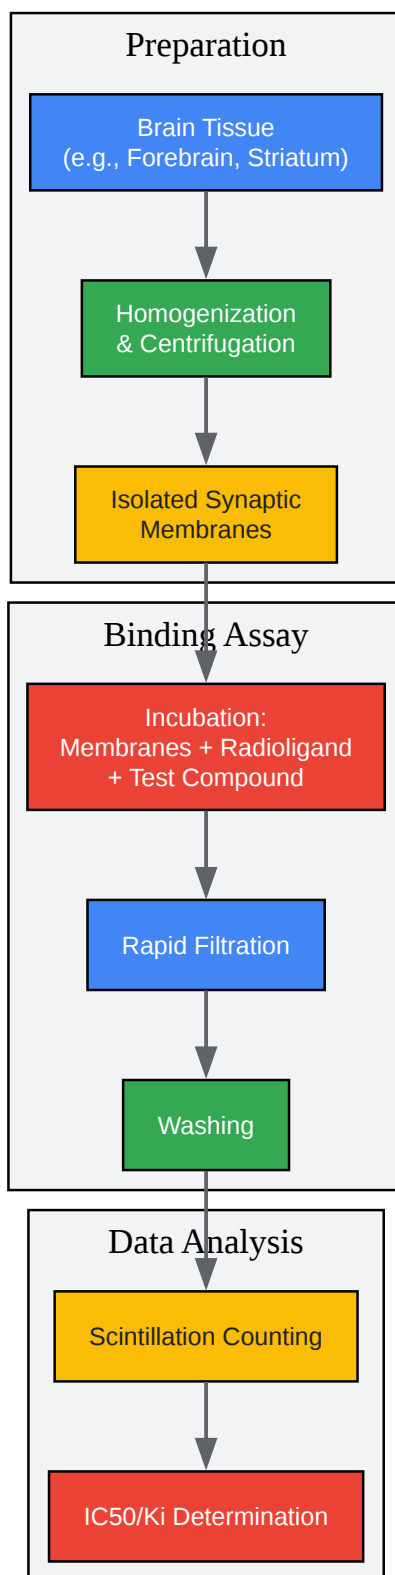 Preparation
Brain Tissue
(e.g., Forebrain, Striatum)
Homogenization
& Centrifugation
Isolated Synaptic
Membranes
Binding Assay
Incubation:
Membranes + Radioligand
+ Test Compound
Rapid Filtration
Washing
Data Analysis
Scintillation Counting
IC50/Ki Determination